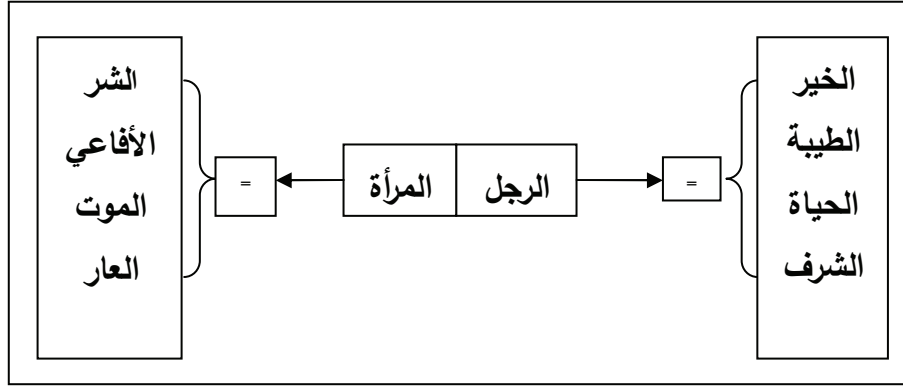 الخير
الطيبة
الحياة
الشرف
=
الرجل
المرأة
=
الشر
الأفاعي
الموت
العار